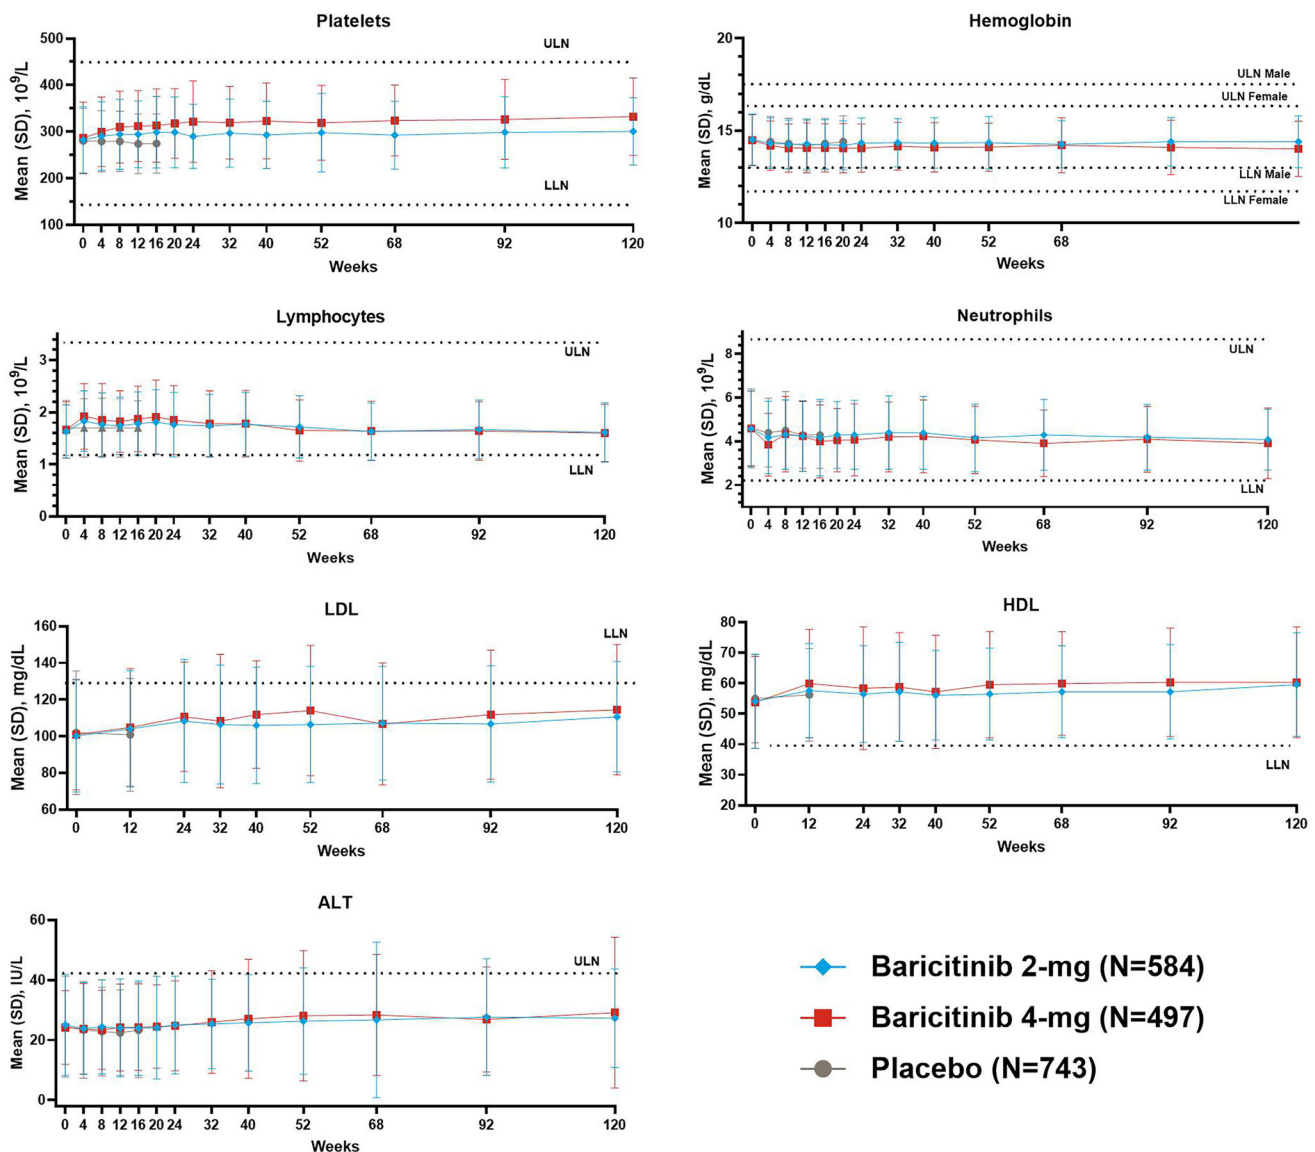 Platelets
Mean (SD), 10⁹/L
500
400
300
200
100
ULN
LLN
0 4 8 12 16 20 24 32 40 52 68 92 120
Weeks
Hemoglobin
Mean (SD), g/dL
20
15
10
ULN Male
ULN Female
LLN Male
LLN Female
0 4 8 12 16 20 24 32 40 52 68
Weeks
Lymphocytes
Mean (SD), 10⁹/L
3
2
1
0
ULN
LLN
0 4 8 12 16 20 24 32 40 52 68 92 120
Weeks
Neutrophils
Mean (SD), 10⁹/L
8
6
4
2
ULN
LLN
0 4 8 12 16 20 24 32 40 52 68 92 120
Weeks
LDL
Mean (SD), mg/dL
160
140
120
100
80
60
LLN
0 12 24 32 40 52 68 92 120
Weeks
HDL
Mean (SD), mg/dL
80
70
60
50
40
30
20
LLN
0 12 24 32 40 52 68 92 120
Weeks
ALT
Mean (SD), IU/L
60
40
20
0
ULN
0 4 8 12 16 20 24 32 40 52 68 92 120
Weeks
Baricitinib 2-mg (N=584)
Baricitinib 4-mg (N=497)
Placebo (N=743)